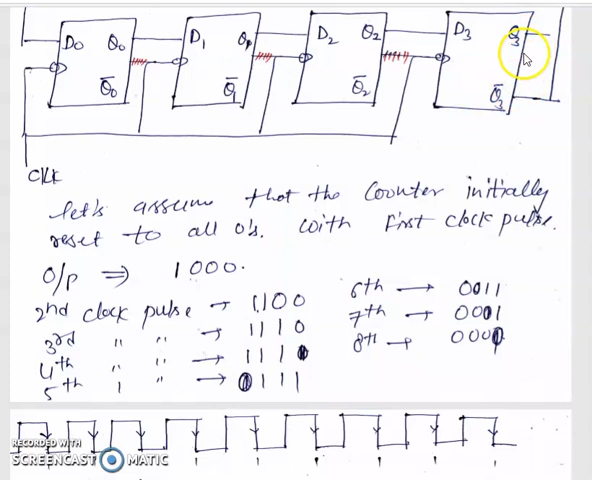 D0 Q0 D1 Q1 D2 Q2 D3 Q3
Q̅0 Q̅1 Q̅2 Q̅3
CLK
let's assume that the Counter initially
reset to all 0's. with First clock pulse.
O/P ⇒ 1000.
2nd clock pulse → 1100
3rd " " → 1110
4th " " → 1111
5th " " → 0111
6th → 0011
7th → 0001
8th → 0000
RECORDED WITH
SCREENCAST MATIC